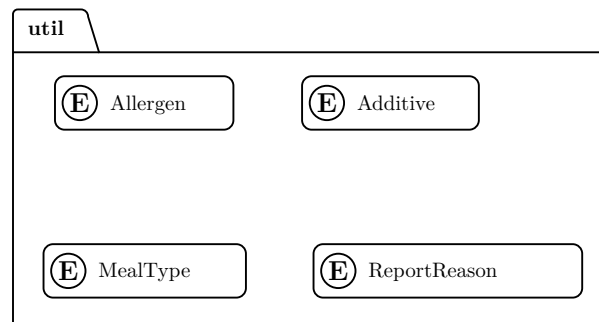 util
E Allergen
E Additive
E MealType
E ReportReason